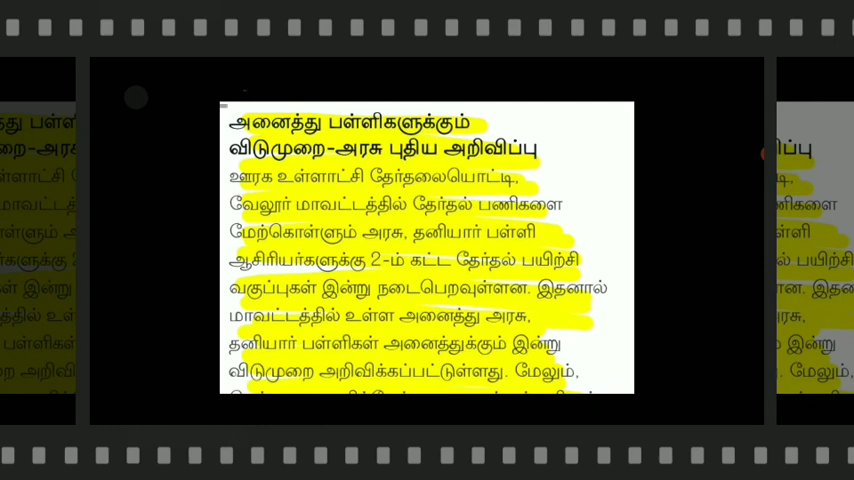 அனைத்து பள்ளிகளுக்கும்
விடுமுறை-அரசு புதிய அறிவிப்பு
ஊரக உள்ளாட்சி தேர்தலையொட்டி,
வேலூர் மாவட்டத்தில் தேர்தல் பணிகளை
மேற்கொள்ளும் அரசு, தனியார் பள்ளி
ஆசிரியர்களுக்கு 2-ம் கட்ட தேர்தல் பயிற்சி
வகுப்புகள் இன்று நடைபெறவுள்ளன. இதனால்
மாவட்டத்தில் உள்ள அனைத்து அரசு,
தனியார் பள்ளிகள் அனைத்துக்கும் இன்று
விடுமுறை அறிவிக்கப்பட்டுள்ளது. மேலும்,